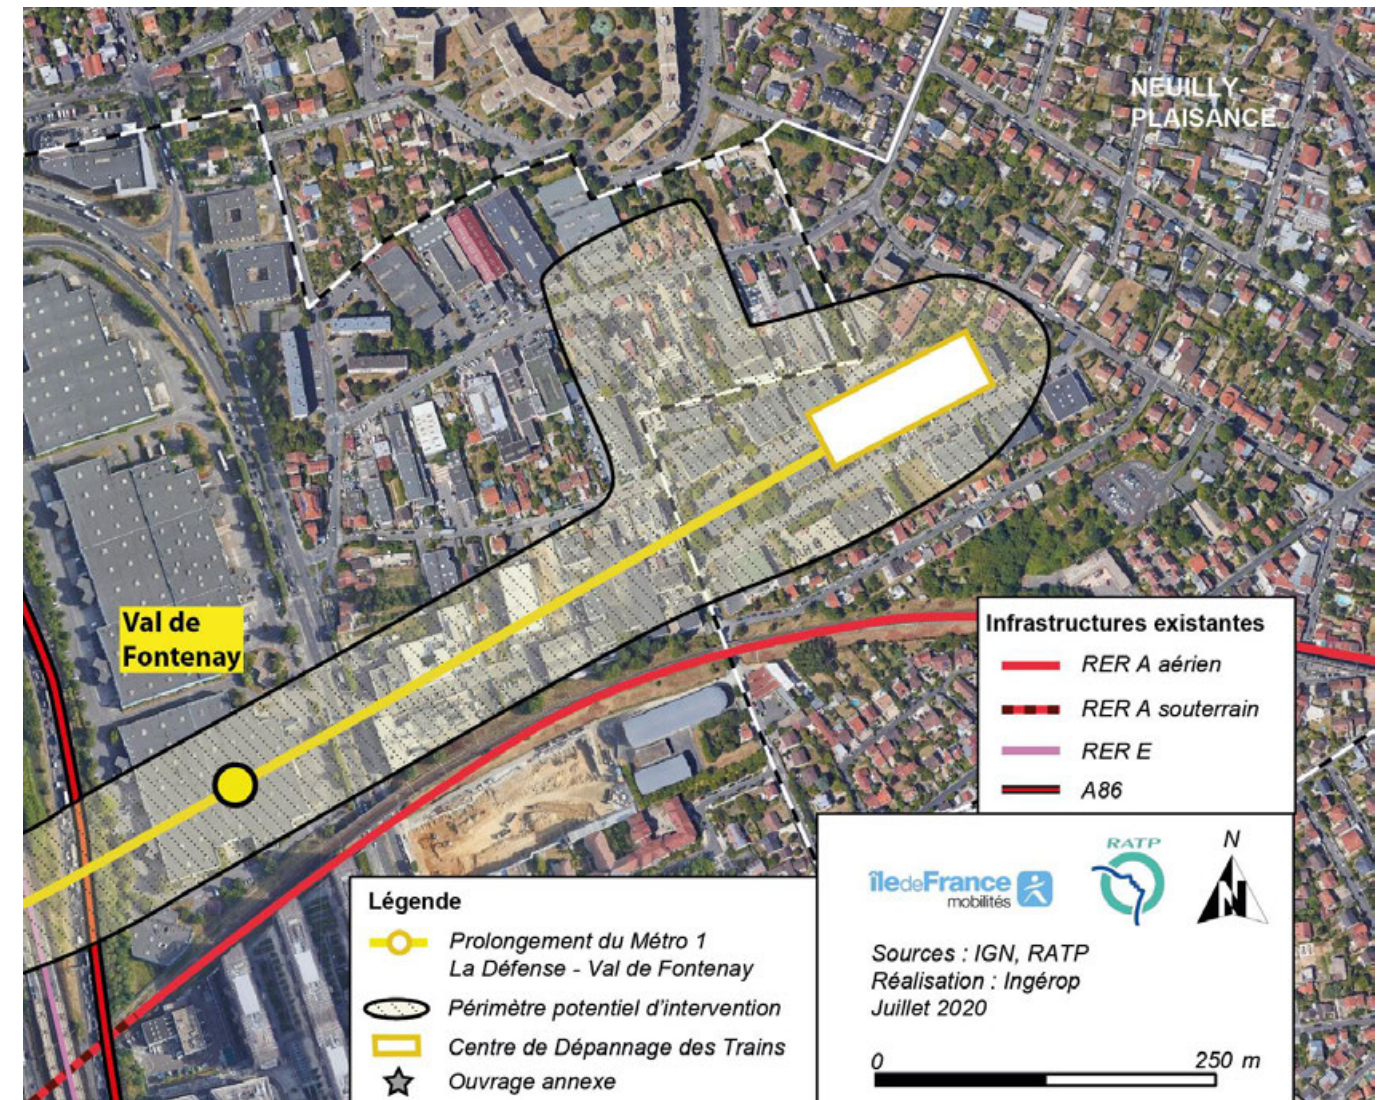 NEUILLY-
PLAISANCE
Val de
Fontenay
Infrastructures existantes
RER A aérien
RER A souterrain
RER E
A86
Légende
Prolongement du Métro 1
La Défense - Val de Fontenay
Périmètre potentiel d'intervention
Centre de Dépannage des Trains
Ouvrage annexe
îledeFrance
mobilités
RATP
N
N
Sources : IGN, RATP
Réalisation : Ingérop
Juillet 2020
0 250 m